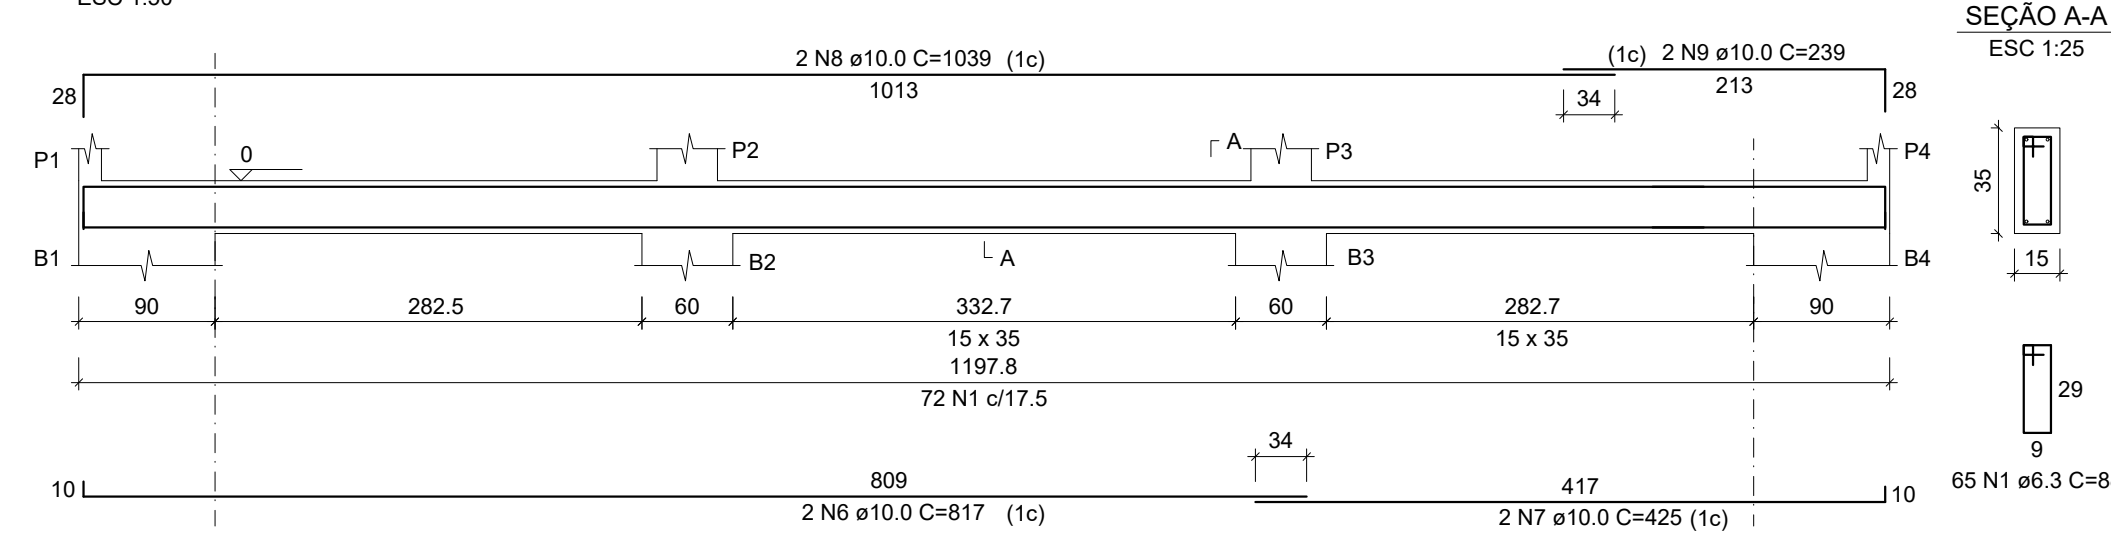 ESC 1:50
SEÇÃO A-A
ESC 1:25
2 N8 ø10.0 C=1039 (1c)
(1c) 2 N9 ø10.0 C=239
28
1013
34
213
28
P1
0
P2
A
P3
P4
35
B1
B2
A
B3
B4
15
90
282.5
60
332.7
60
282.7
90
15 x 35
15 x 35
1197.8
72 N1 c/17.5
29
9
65 N1 ø6.3 C=8
34
10
809
417
10
2 N6 ø10.0 C=817 (1c)
2 N7 ø10.0 C=425 (1c)